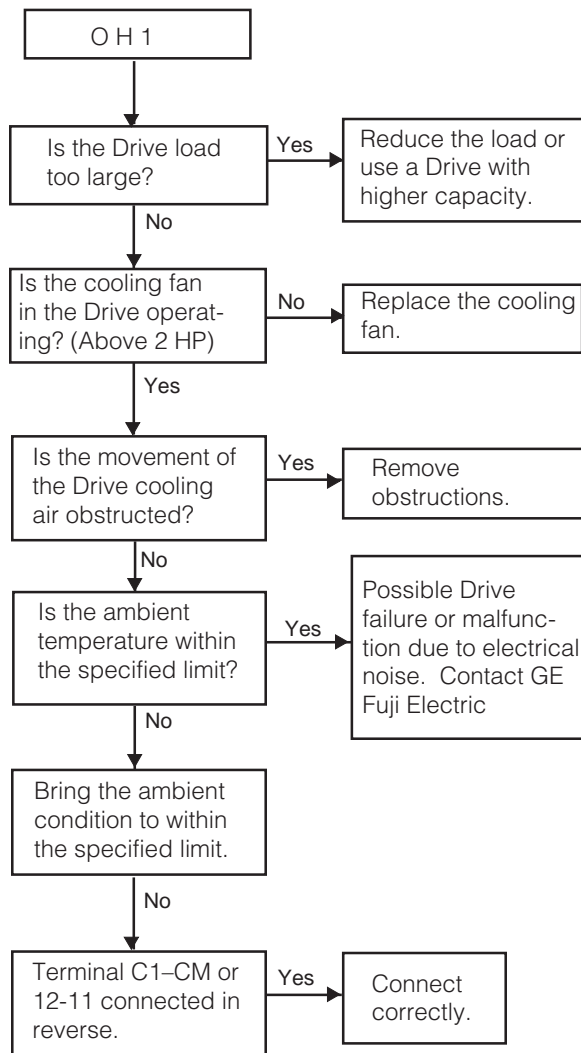 O H 1
Is the Drive load
too large?
Yes
Reduce the load or
use a Drive with
higher capacity.
No
Is the cooling fan
in the Drive operat-
ing? (Above 2 HP)
No
Replace the cooling
fan.
Yes
Is the movement of
the Drive cooling
air obstructed?
Yes
Remove
obstructions.
No
Is the ambient
temperature within
the specified limit?
Yes
Possible Drive
failure or malfunc-
tion due to electrical
noise.  Contact GE
Fuji Electric
No
Bring the ambient
condition to within
the specified limit.
No
Terminal C1–CM or
12-11 connected in
reverse.
Yes
Connect
correctly.